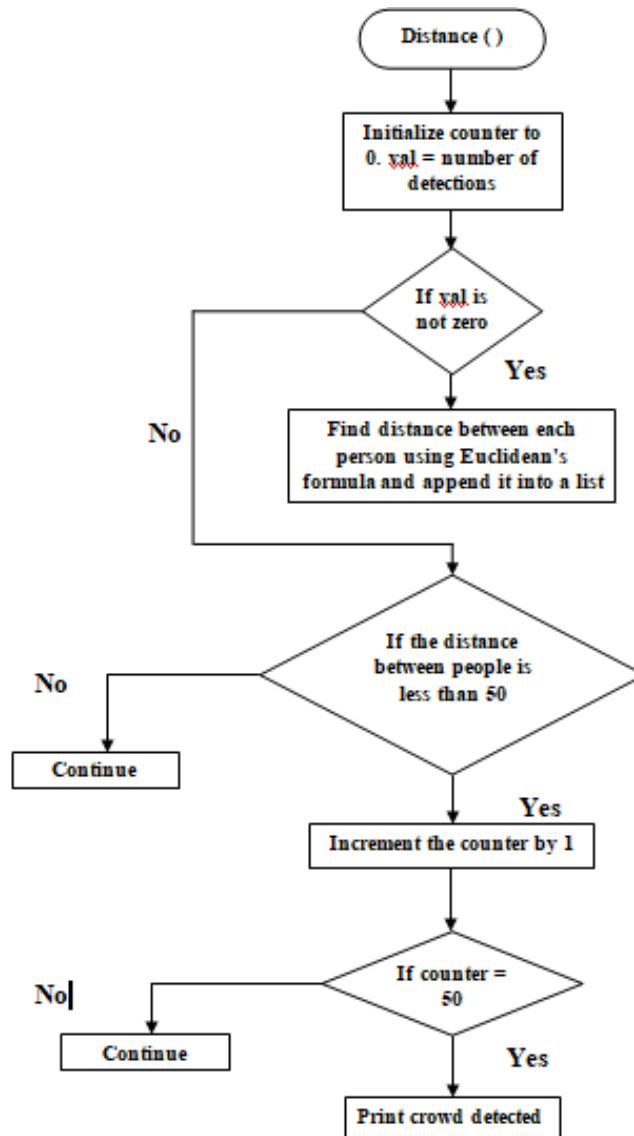 Distance ( )
Initialize counter to
0. val = number of
detections
If val is
not zero
Yes
No
Find distance between each
person using Euclidean's
formula and append it into a list
If the distance
between people is
less than 50
No
Continue
Yes
Increment the counter by 1
If counter =
50
No
Continue
Yes
Print crowd detected